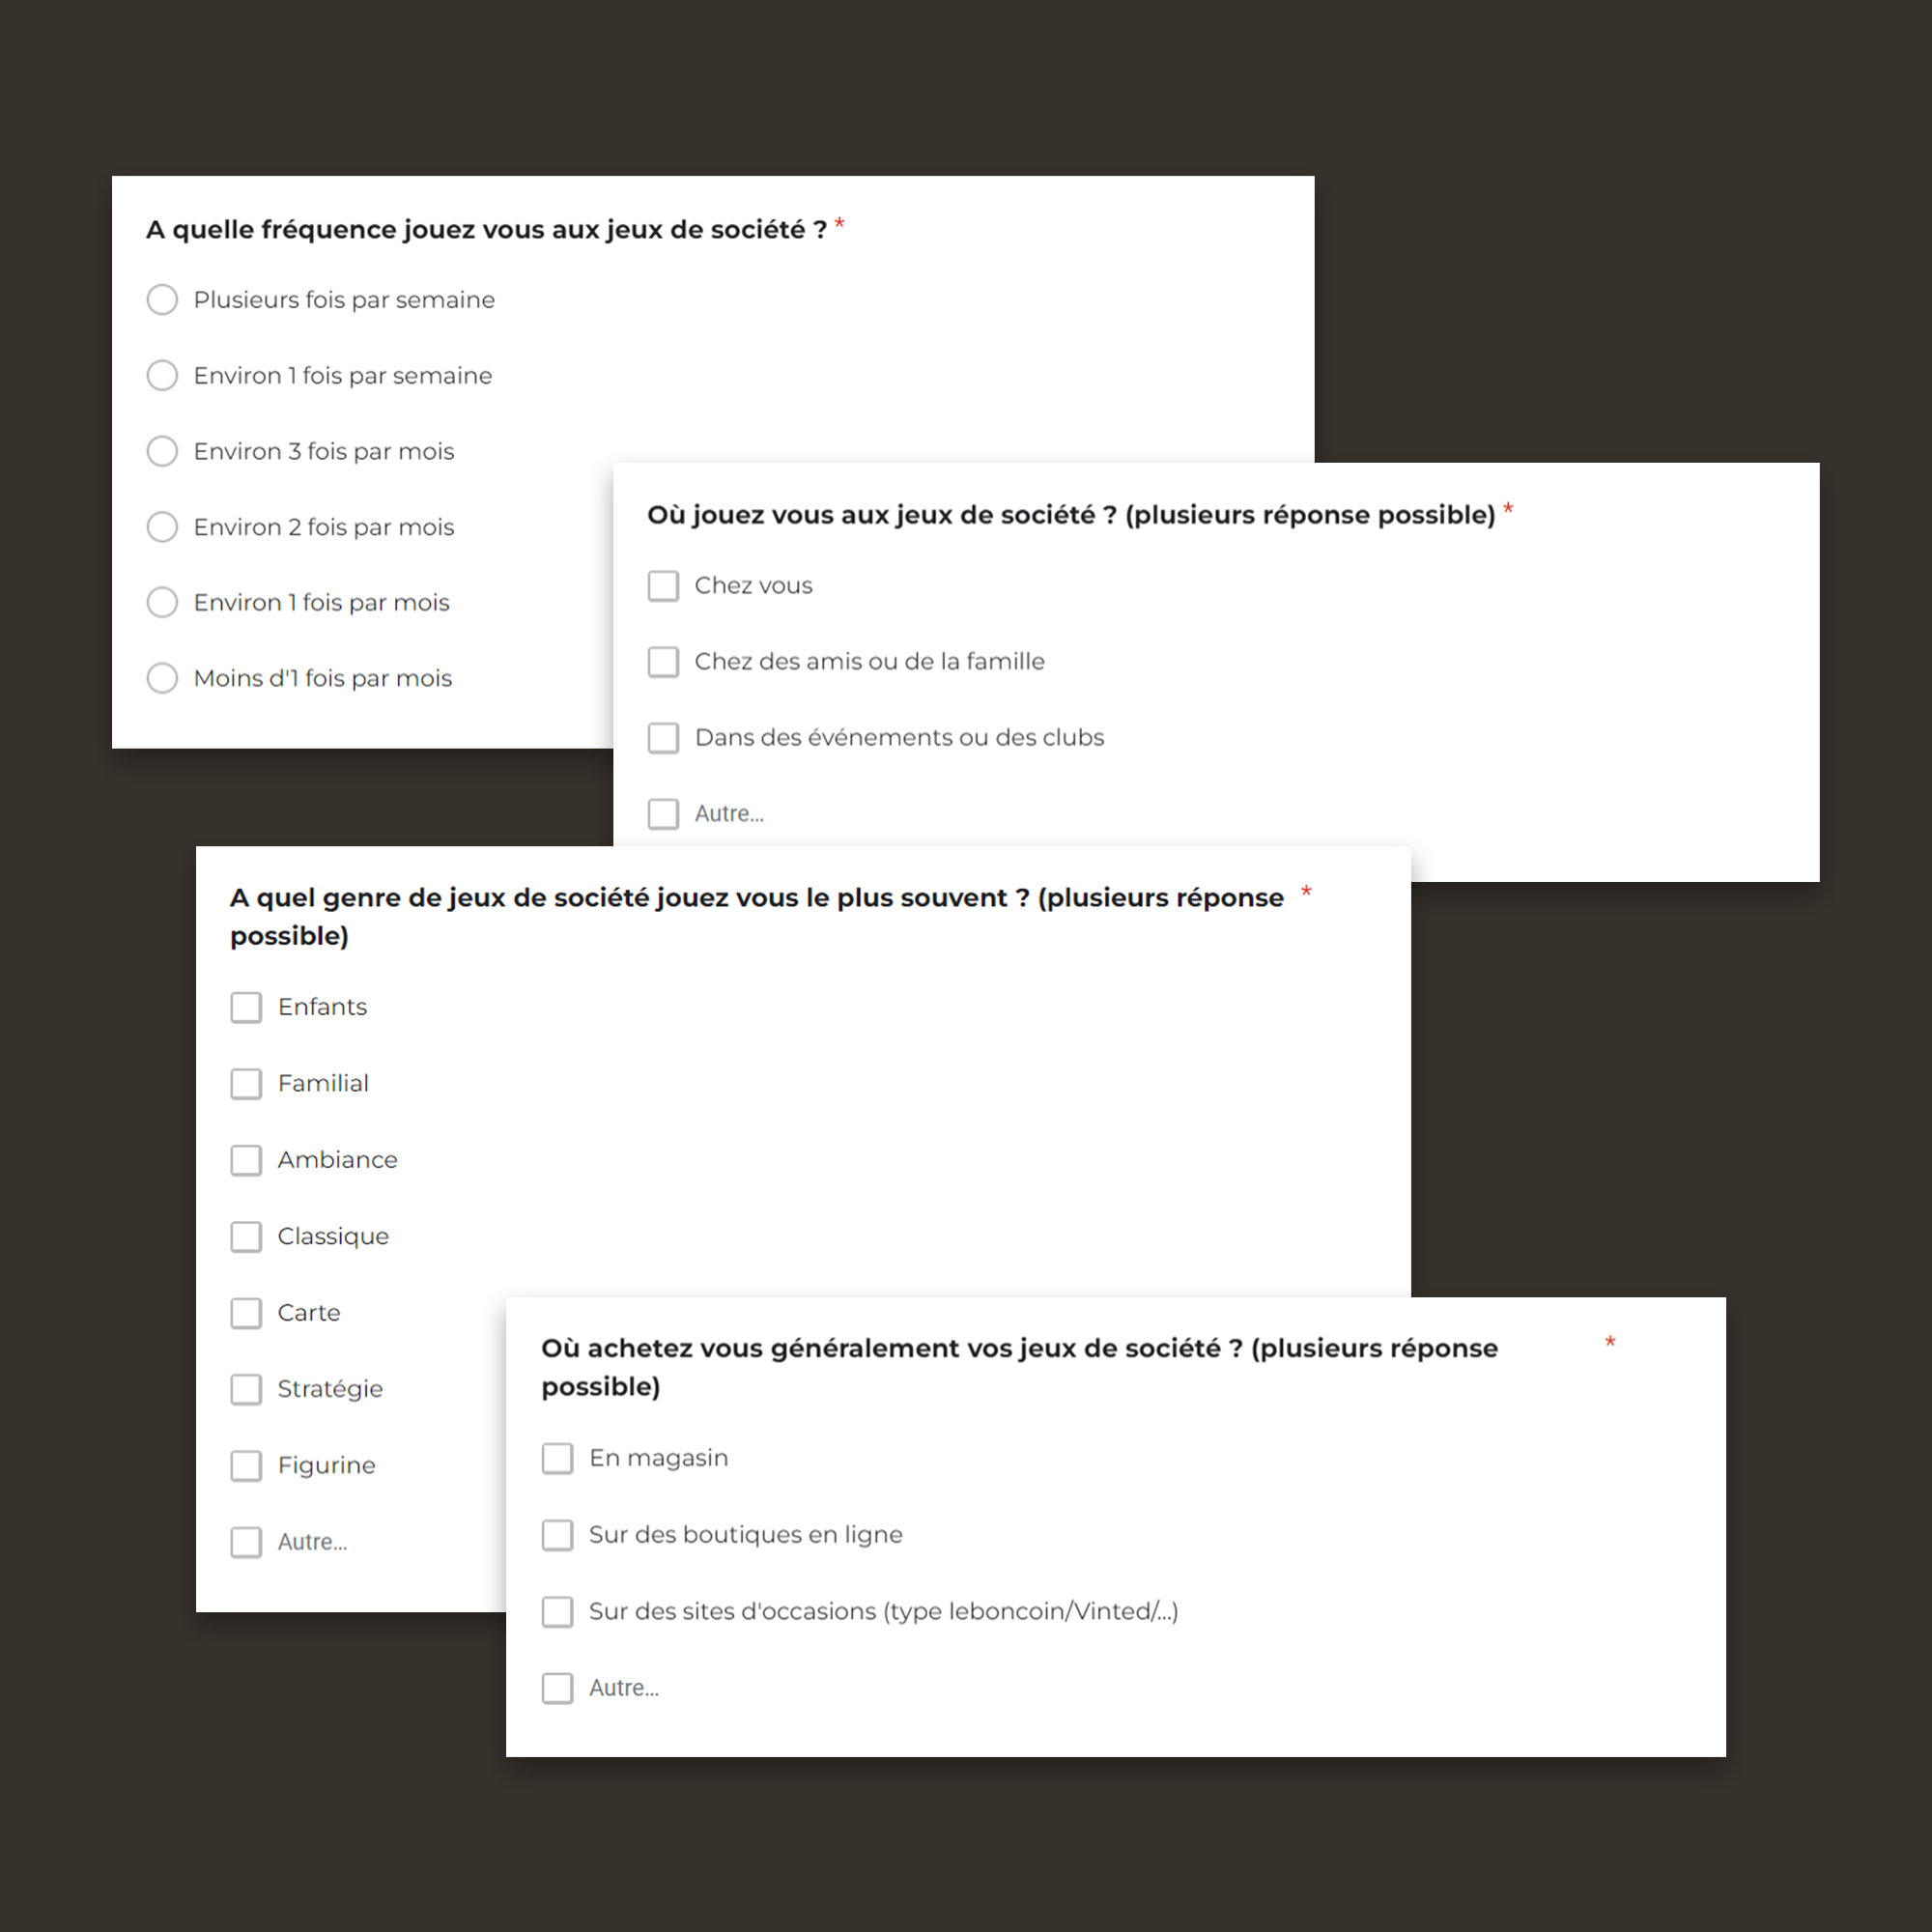 A quelle fréquence jouez vous aux jeux de société ? *
Plusieurs fois par semaine
Environ 1 fois par semaine
Environ 3 fois par mois
Environ 2 fois par mois
Environ 1 fois par mois
Moins d'1 fois par mois
Où jouez vous aux jeux de société ? (plusieurs réponse possible) *
Chez vous
Chez des amis ou de la famille
Dans des événements ou des clubs
Autre...
A quel genre de jeux de société jouez vous le plus souvent ? (plusieurs réponse *
possible)
Enfants
Familial
Ambiance
Classique
Carte
Stratégie
Figurine
Autre...
Où achetez vous généralement vos jeux de société ? (plusieurs réponse *
possible)
En magasin
Sur des boutiques en ligne
Sur des sites d'occasions (type leboncoin/Vinted/...)
Autre...